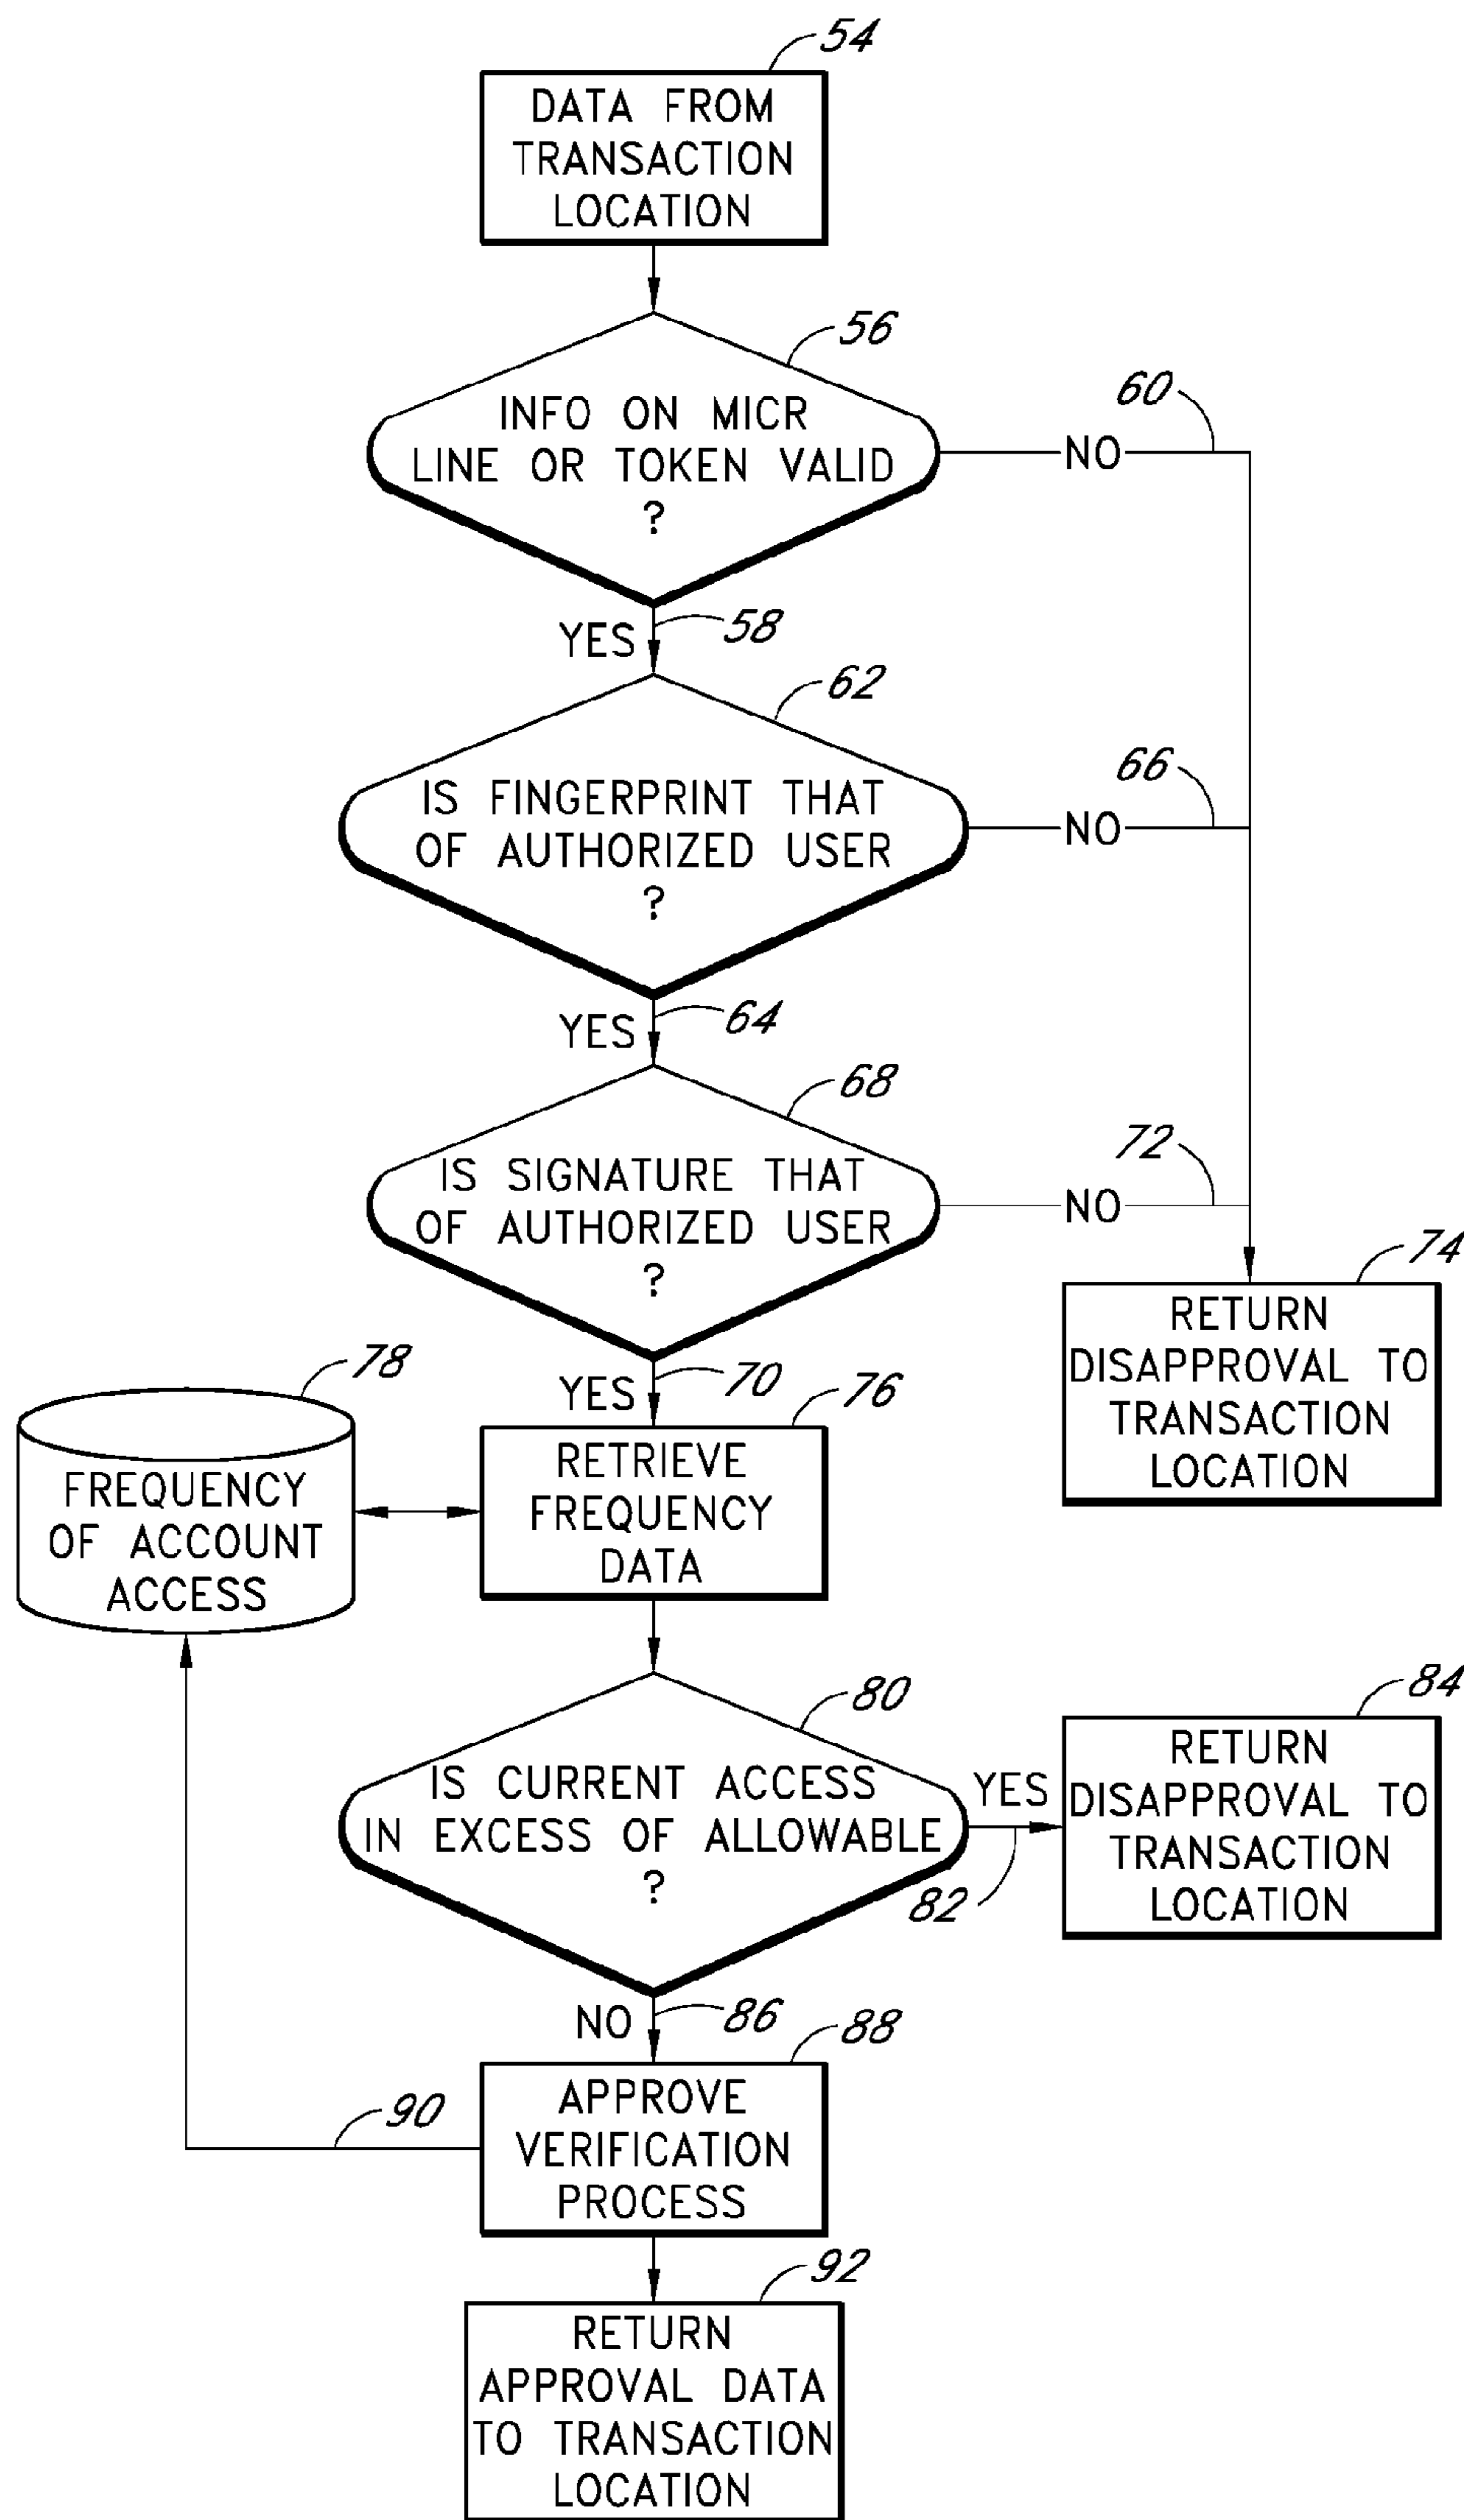 54
DATA FROM
TRANSACTION
LOCATION
56
INFO ON MICR
LINE OR TOKEN VALID
?
60
NO
YES
58
62
IS FINGERPRINT THAT
OF AUTHORIZED USER
?
66
NO
YES
64
68
IS SIGNATURE THAT
OF AUTHORIZED USER
?
72
NO
74
RETURN
DISAPPROVAL TO
TRANSACTION
LOCATION
YES
70
76
RETRIEVE
FREQUENCY
DATA
78
FREQUENCY
OF ACCOUNT
ACCESS
80
IS CURRENT ACCESS
IN EXCESS OF ALLOWABLE
?
YES
82
84
RETURN
DISAPPROVAL TO
TRANSACTION
LOCATION
NO
86
88
APPROVE
VERIFICATION
PROCESS
90
92
RETURN
APPROVAL DATA
TO TRANSACTION
LOCATION